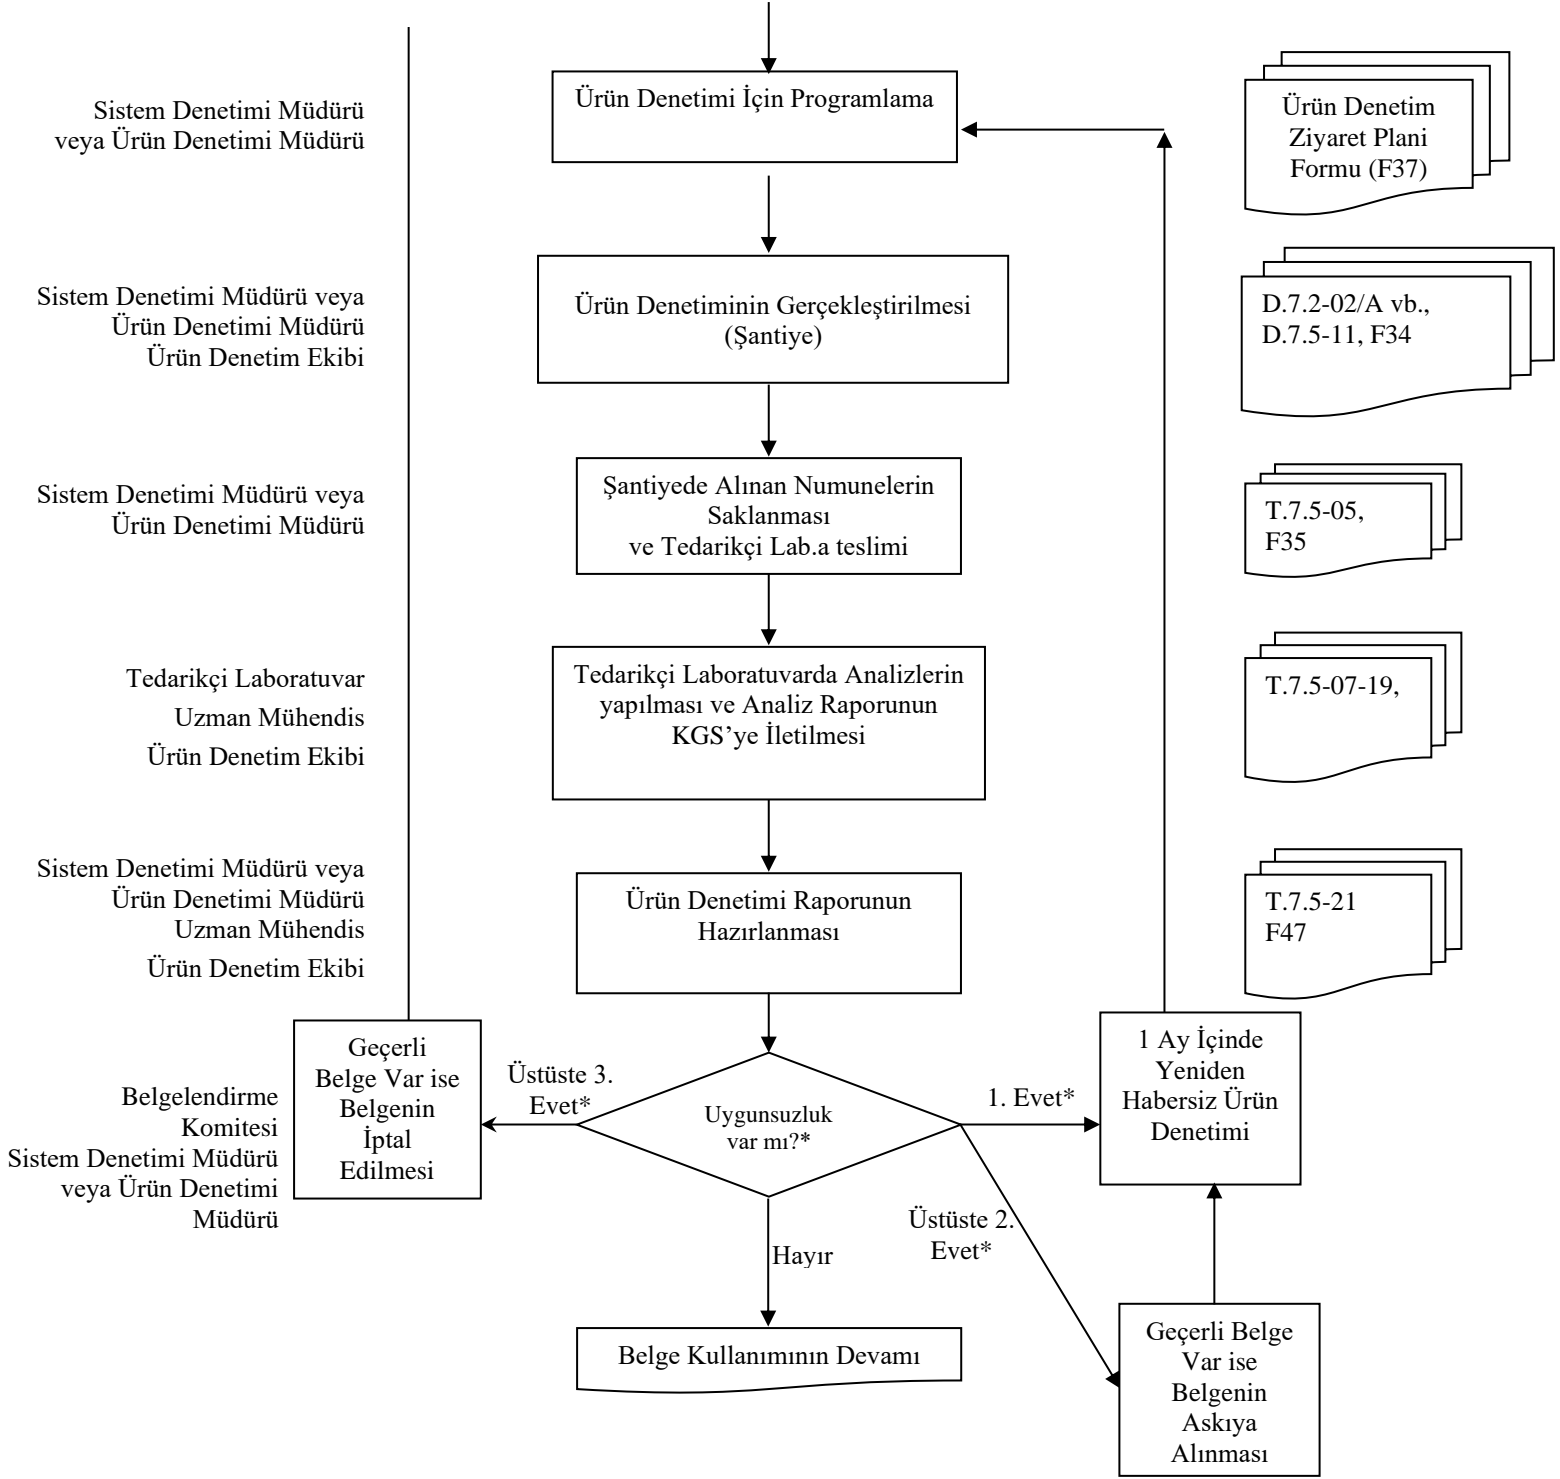 Sistem Denetimi Müdürü
veya Ürün Denetimi Müdürü
Ürün Denetimi İçin Programlama
Ürün Denetim
Ziyaret Plani
Formu (F37)
Sistem Denetimi Müdürü veya
Ürün Denetimi Müdürü
Ürün Denetim Ekibi
Ürün Denetiminin Gerçekleştirilmesi
(Şantiye)
D.7.2-02/A vb.,
D.7.5-11, F34
Sistem Denetimi Müdürü veya
Ürün Denetimi Müdürü
Şantiyede Alınan Numunelerin
Saklanması
ve Tedarikçi Lab.a teslimi
T.7.5-05,
F35
Tedarikçi Laboratuvar
Uzman Mühendis
Ürün Denetim Ekibi
Tedarikçi Laboratuvarda Analizlerin
yapılması ve Analiz Raporunun
KGS’ye İletilmesi
T.7.5-07-19,
Sistem Denetimi Müdürü veya
Ürün Denetimi Müdürü
Uzman Mühendis
Ürün Denetim Ekibi
Ürün Denetimi Raporunun
Hazırlanması
T.7.5-21
F47
Belgelendirme
Komitesi
Sistem Denetimi Müdürü
veya Ürün Denetimi
Müdürü
Geçerli
Belge Var ise
Belgenin
İptal
Edilmesi
Üstüste 3.
Evet*
Uygunsuzluk
var mı?*
1. Evet*
1 Ay İçinde
Yeniden
Habersiz Ürün
Denetimi
Üstüste 2.
Evet*
Hayır
Belge Kullanımının Devamı
Geçerli Belge
Var ise
Belgenin
Askıya
Alınması